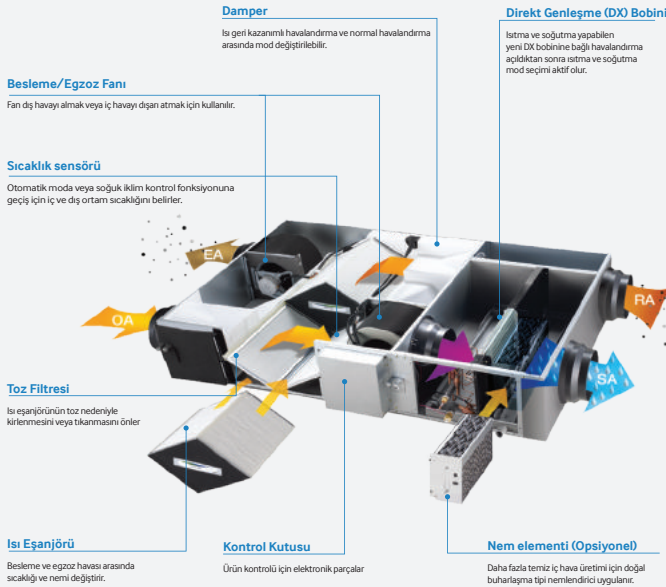 Damper
Isı geri kazanımlı havalandırma ve normal havalandırma
arasında mod değiştirilebilir.
Direkt Genleşme (DX) Bobini
Isıtma ve soğutma yapabilen
yeni DX bobinine bağlı havalandırma
açıldıktan sonra ısıtma ve soğutma
mod seçimi aktif olur.
Besleme/Egzoz Fanı
Fan dış havayı almak veya iç havayı dışarı atmak için kullanılır.
Sıcaklık sensörü
Otomatik moda veya soğuk iklim kontrol fonksiyonuna
geçiş için iç ve dış ortam sıcaklığını belirler.
EA
OA
RA
SA
Toz Filtresi
Isı eşanjörünün toz nedeniyle
kirlenmesini veya tıkanmasını önler
Isı Eşanjörü
Besleme ve egzoz havası arasında
sıcaklığı ve nemi değiştirir.
Kontrol Kutusu
Ürün kontrolü için elektronik parçalar
Nem elementi (Opsiyonel)
Daha fazla temiz iç hava üretimi için doğal
buharlaşma tipi nemlendirici uygulanır.